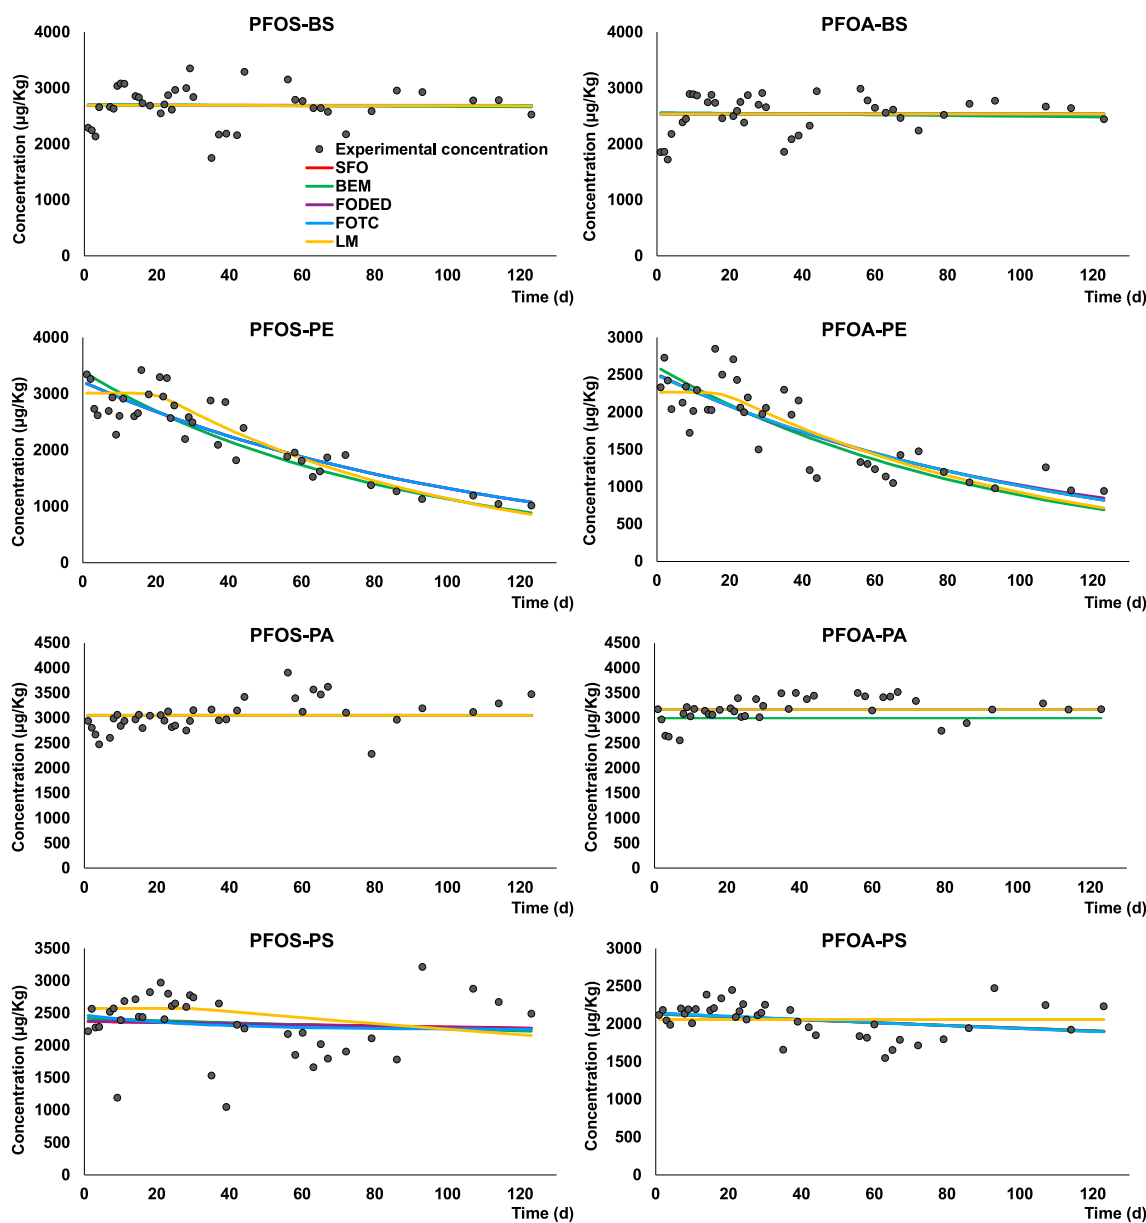 PFOS-BS
Concentration (µg/Kg)
4000
3000
2000
1000
0
0 20 40 60 80 100 120
Time (d)
Experimental concentration
SFO
BEM
FODED
FOTC
LM
PFOA-BS
Concentration (µg/Kg)
4000
3000
2000
1000
0
0 20 40 60 80 100 120
Time (d)
PFOS-PE
Concentration (µg/Kg)
4000
3000
2000
1000
0
0 20 40 60 80 100 120
Time (d)
PFOA-PE
Concentration (µg/Kg)
3000
2500
2000
1500
1000
500
0
0 20 40 60 80 100 120
Time (d)
PFOS-PA
Concentration (µg/Kg)
4500
4000
3500
3000
2500
2000
1500
1000
500
0
0 20 40 60 80 100 120
Time (d)
PFOA-PA
Concentration (µg/Kg)
4500
4000
3500
3000
2500
2000
1500
1000
500
0
0 20 40 60 80 100 120
Time (d)
PFOS-PS
Concentration (µg/Kg)
3500
3000
2500
2000
1500
1000
500
0
0 20 40 60 80 100 120
Time (d)
PFOA-PS
Concentration (µg/Kg)
3000
2500
2000
1500
1000
500
0
0 20 40 60 80 100 120
Time (d)